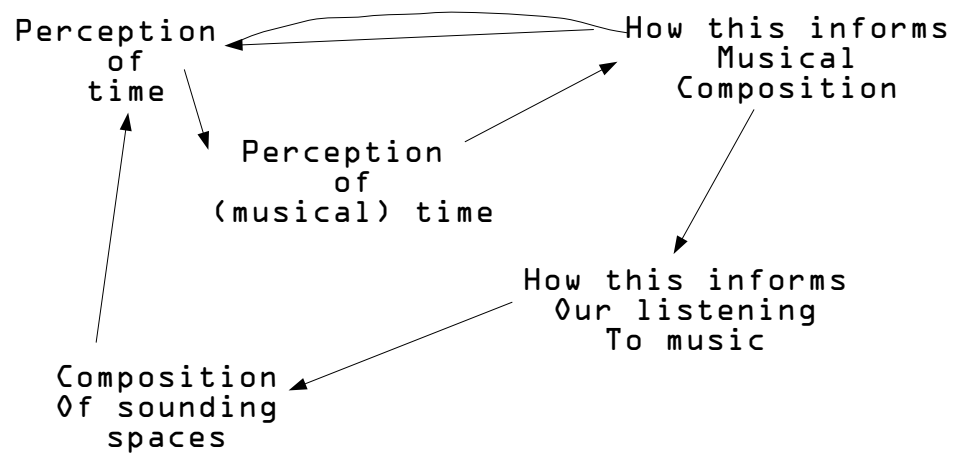 Perception
of
time
How this informs
Musical
Composition
Perception
of
(musical) time
How this informs
Our listening
To music
Composition
Of sounding
spaces